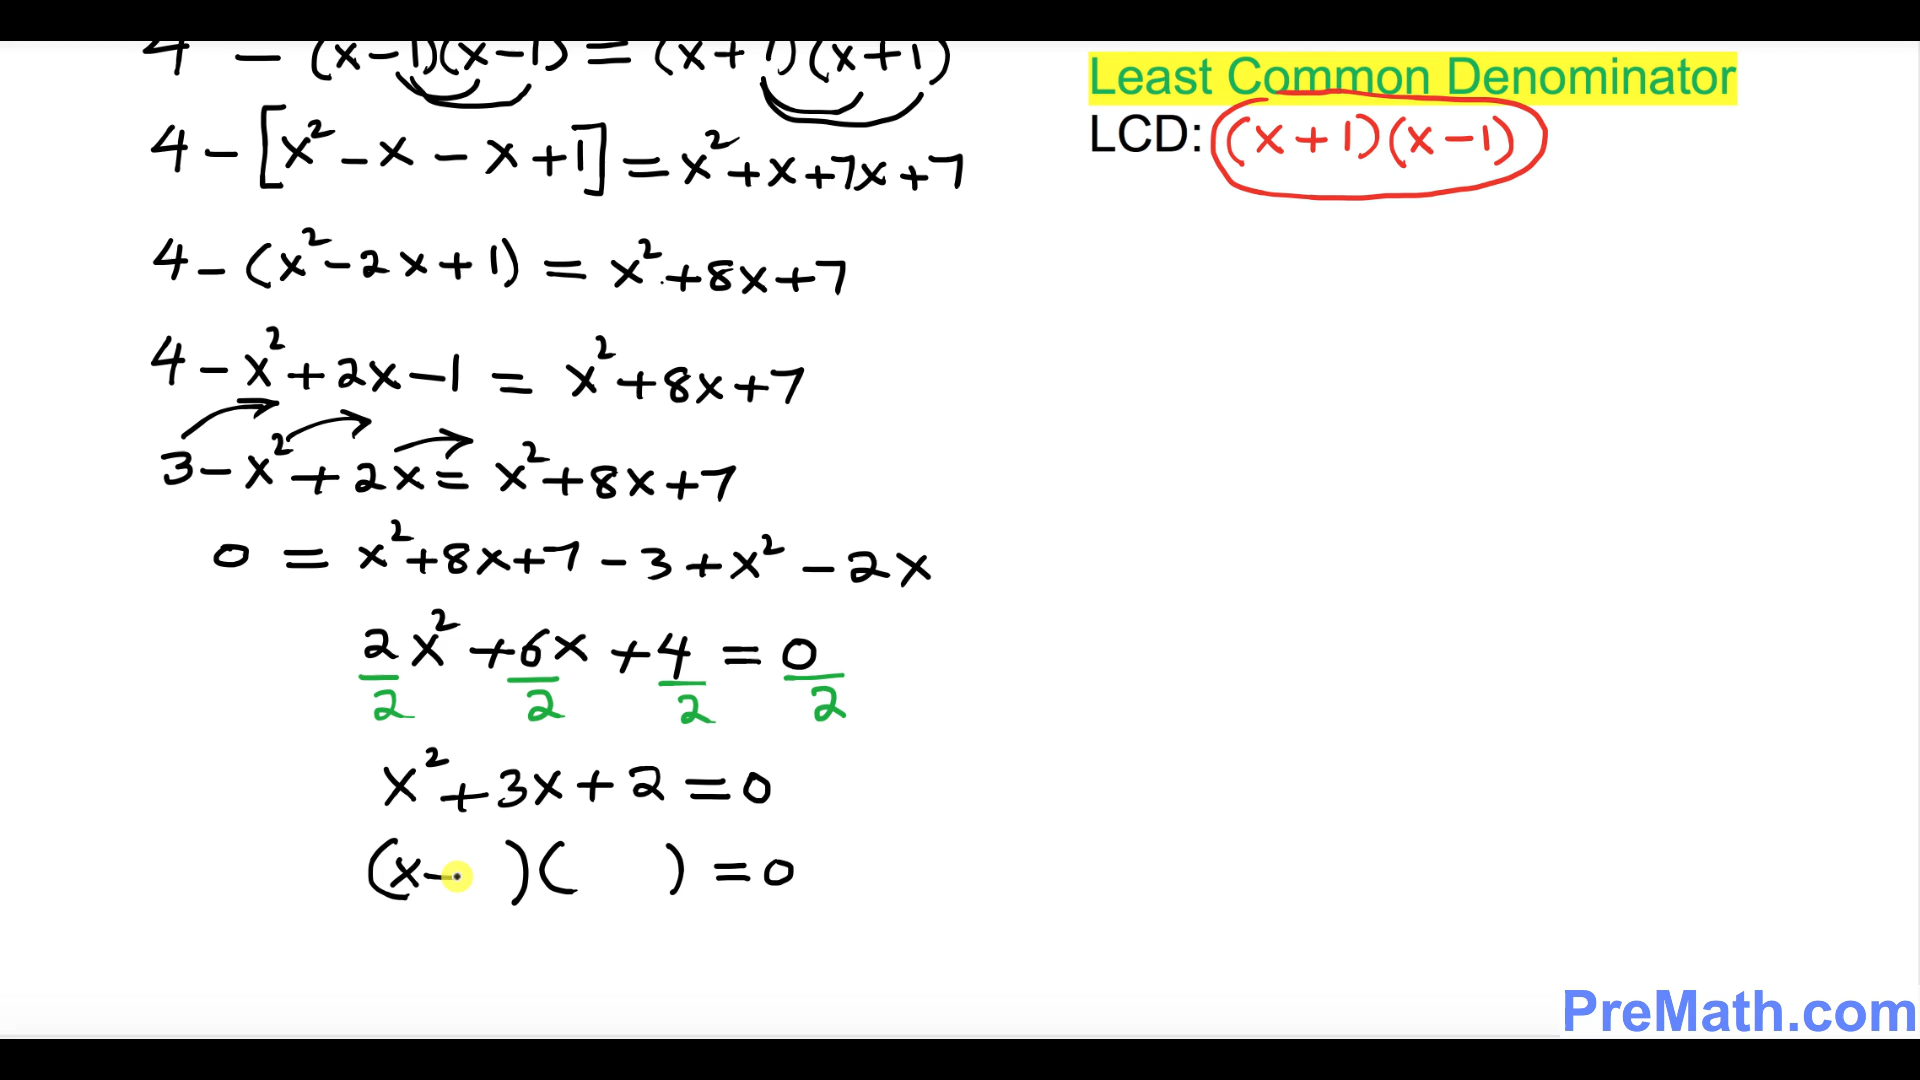 4 - (x-1)(x-1) = (x+7)(x+1)
4 - [x² - x - x + 1] = x² + x + 7x + 7
4 - (x² - 2x + 1) = x² + 8x + 7
4 - x² + 2x - 1 = x² + 8x + 7
3 - x² + 2x = x² + 8x + 7
0 = x² + 8x + 7 - 3 + x² - 2x
2x² + 6x + 4 = 0
2 2 2 2
x² + 3x + 2 = 0
(x- )( ) = 0
Least Common Denominator
LCD: (x+1)(x-1)
PreMath.com